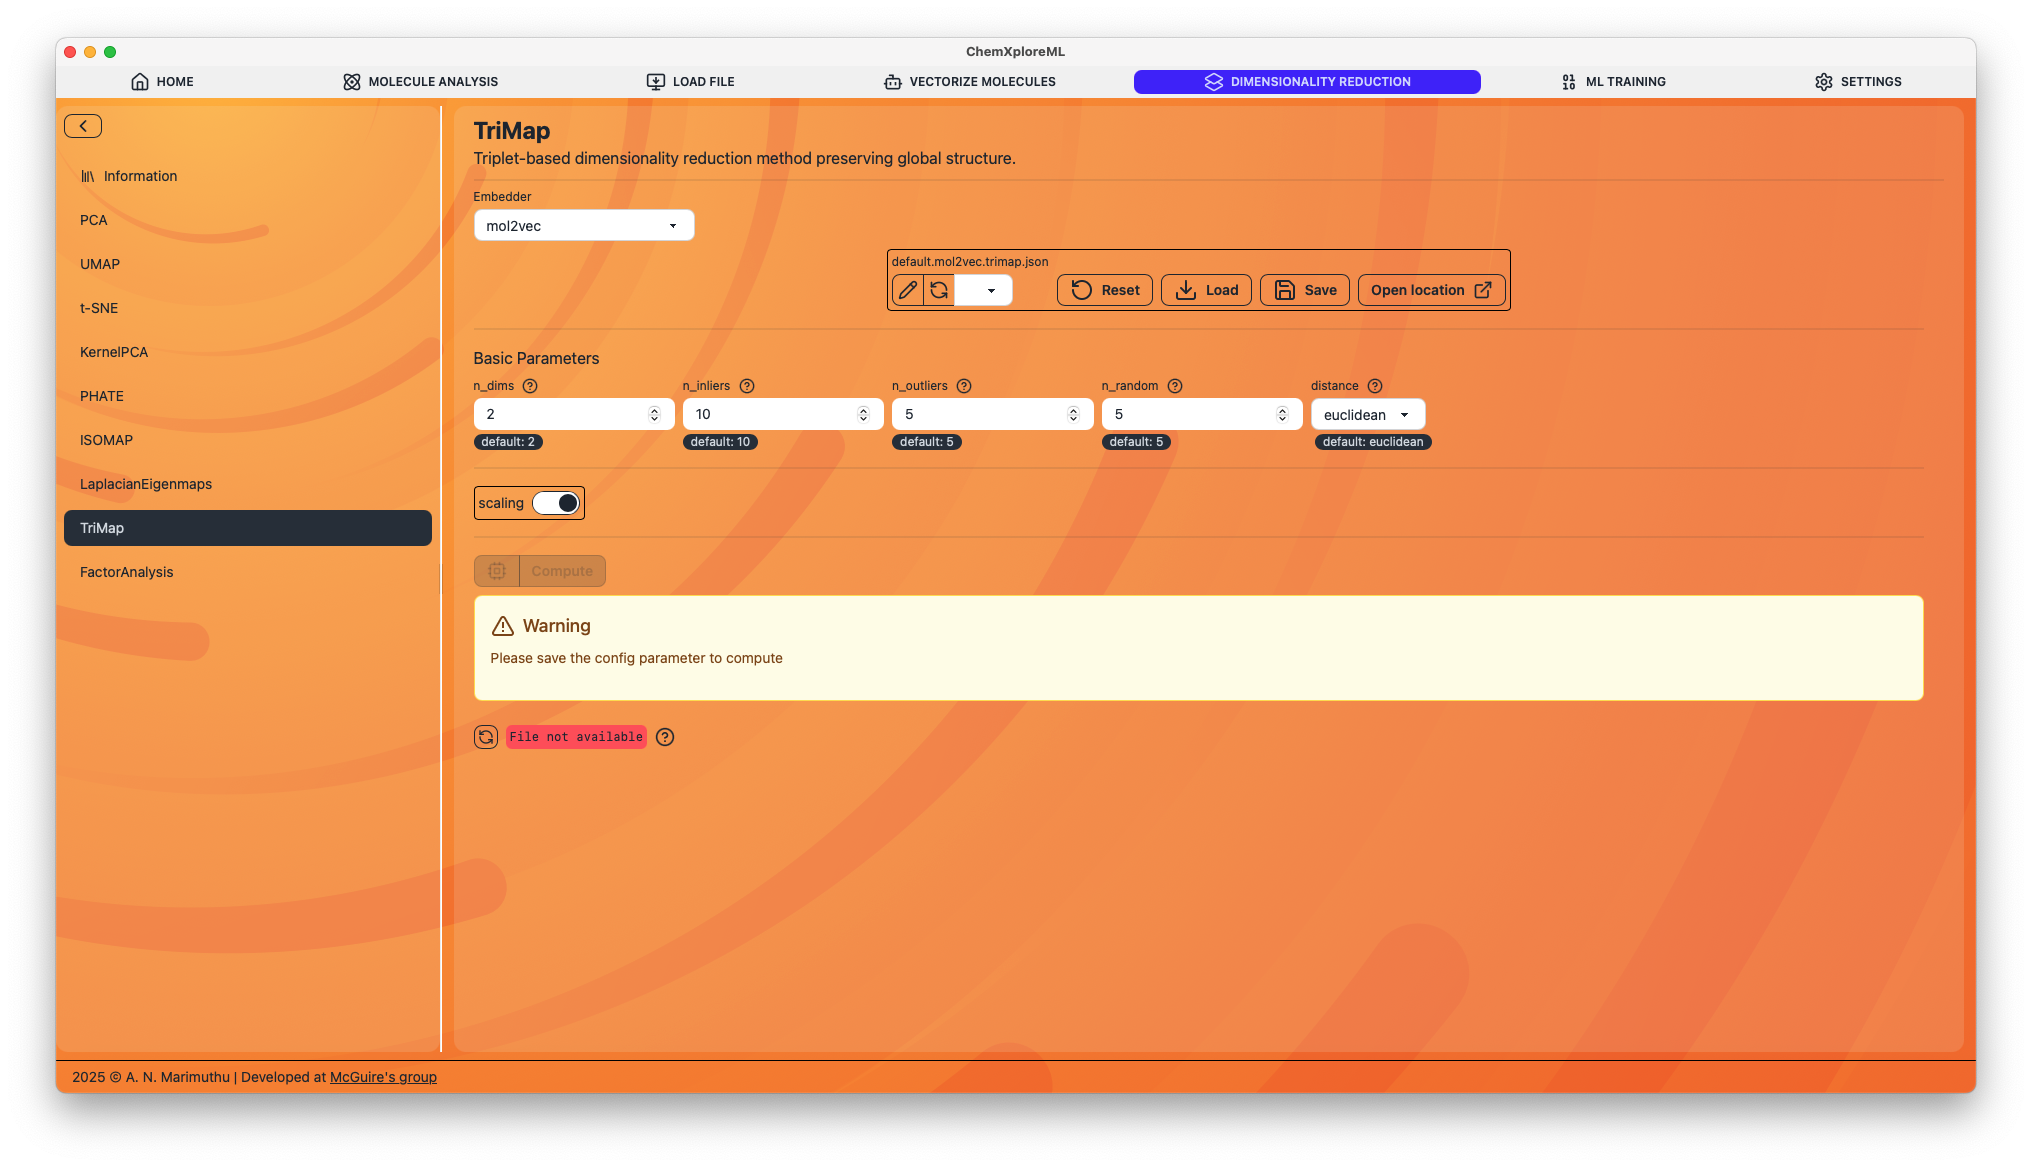 ChemXploreML
HOME
MOLECULE ANALYSIS
LOAD FILE
VECTORIZE MOLECULES
DIMENSIONALITY REDUCTION
ML TRAINING
SETTINGS
Information
PCA
UMAP
t-SNE
KernelPCA
PHATE
ISOMAP
LaplacianEigenmaps
TriMap
FactorAnalysis
TriMap
Triplet-based dimensionality reduction method preserving global structure.
Embedder
mol2vec
default.mol2vec.trimap.json
Reset
Load
Save
Open location
Basic Parameters
n_dims
2
default: 2
n_inliers
10
default: 10
n_outliers
5
default: 5
n_random
5
default: 5
distance
euclidean
default: euclidean
scaling
Compute
Warning
Please save the config parameter to compute
File not available
2025 © A. N. Marimuthu | Developed at McGuire's group